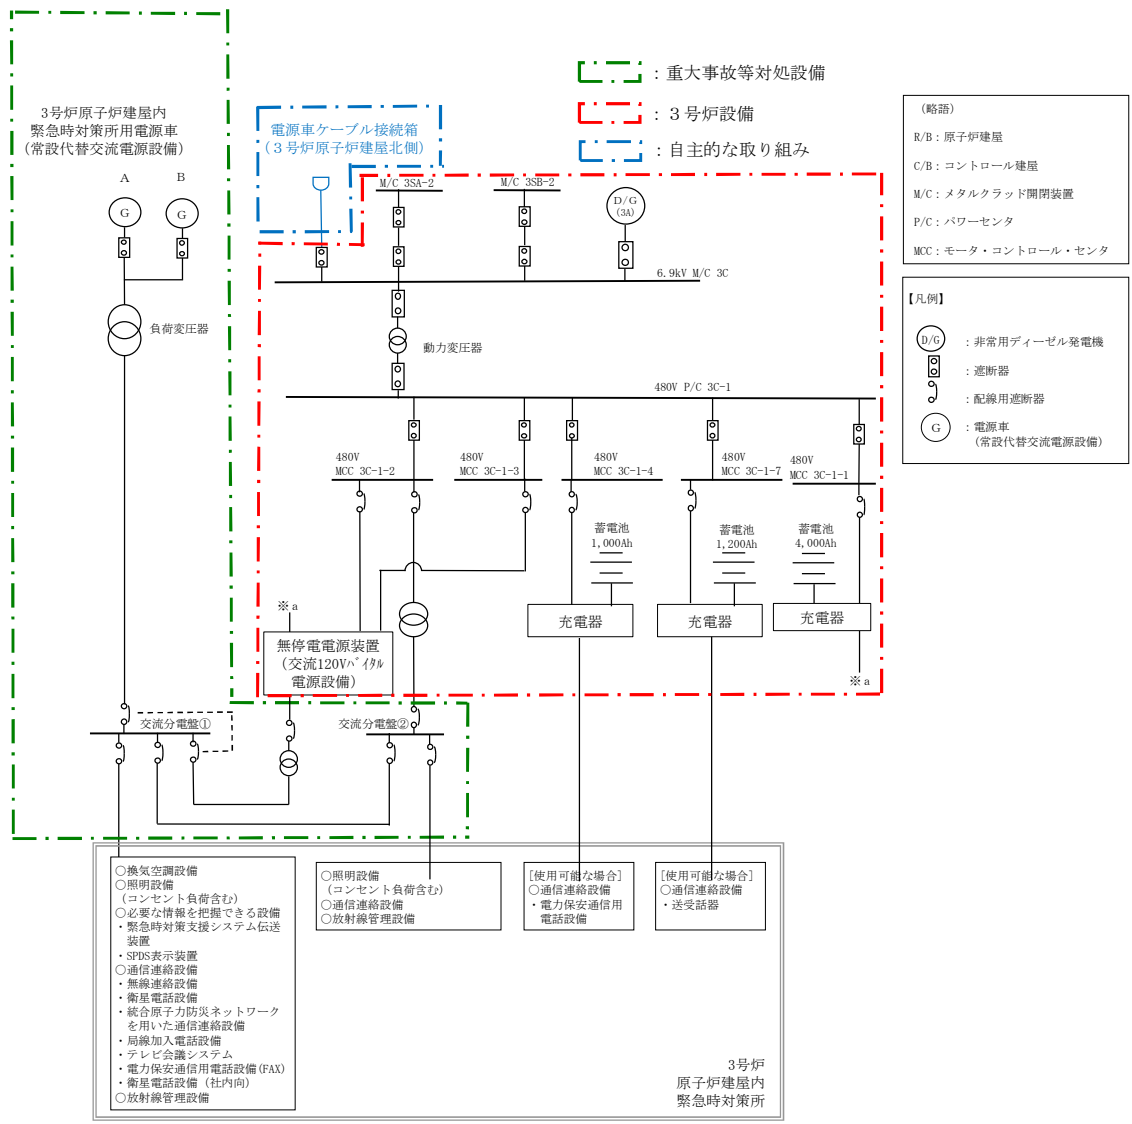 3号炉原子炉建屋内
緊急時対策所用電源車
(常設代替交流電源設備)
A
B
G
G
負荷変圧器
電源車ケーブル接続箱
(３号炉原子炉建屋北側)
：重大事故等対処設備
：３号炉設備
：自主的な取り組み
(略語)
R/B：原子炉建屋
C/B：コントロール建屋
M/C：メタルクラッド開閉装置
P/C：パワーセンタ
MCC：モータ・コントロール・センタ
【凡例】
D/G
：非常用ディーゼル発電機
：遮断器
：配線用遮断器
G
：電源車
(常設代替交流電源設備)
M/C 3SA-2
M/C 3SB-2
D/G
(3A)
6.9kV M/C 3C
動力変圧器
480V P/C 3C-1
480V
MCC 3C-1-2
480V
MCC 3C-1-3
480V
MCC 3C-1-4
480V
MCC 3C-1-7
480V
MCC 3C-1-1
蓄電池
1,000Ah
蓄電池
1,200Ah
蓄電池
4,000Ah
充電器
充電器
充電器
※a
※a
無停電電源装置
(交流120Vﾊﾞｲﾀﾙ
電源設備)
交流分電盤①
交流分電盤②
○換気空調設備
○照明設備
(コンセント負荷含む)
○必要な情報を把握できる設備
・緊急時対策支援システム伝送
装置
・SPDS表示装置
○通信連絡設備
・無線連絡設備
・衛星電話設備
・統合原子力防災ネットワーク
を用いた通信連絡設備
・局線加入電話設備
・テレビ会議システム
・電力保安通信用電話設備(FAX)
・衛星電話設備（社内向）
○放射線管理設備
○照明設備
(コンセント負荷含む)
○通信連絡設備
○放射線管理設備
[使用可能な場合]
○通信連絡設備
・電力保安通信用
電話設備
[使用可能な場合]
○通信連絡設備
・送受話器
3号炉
原子炉建屋内
緊急時対策所